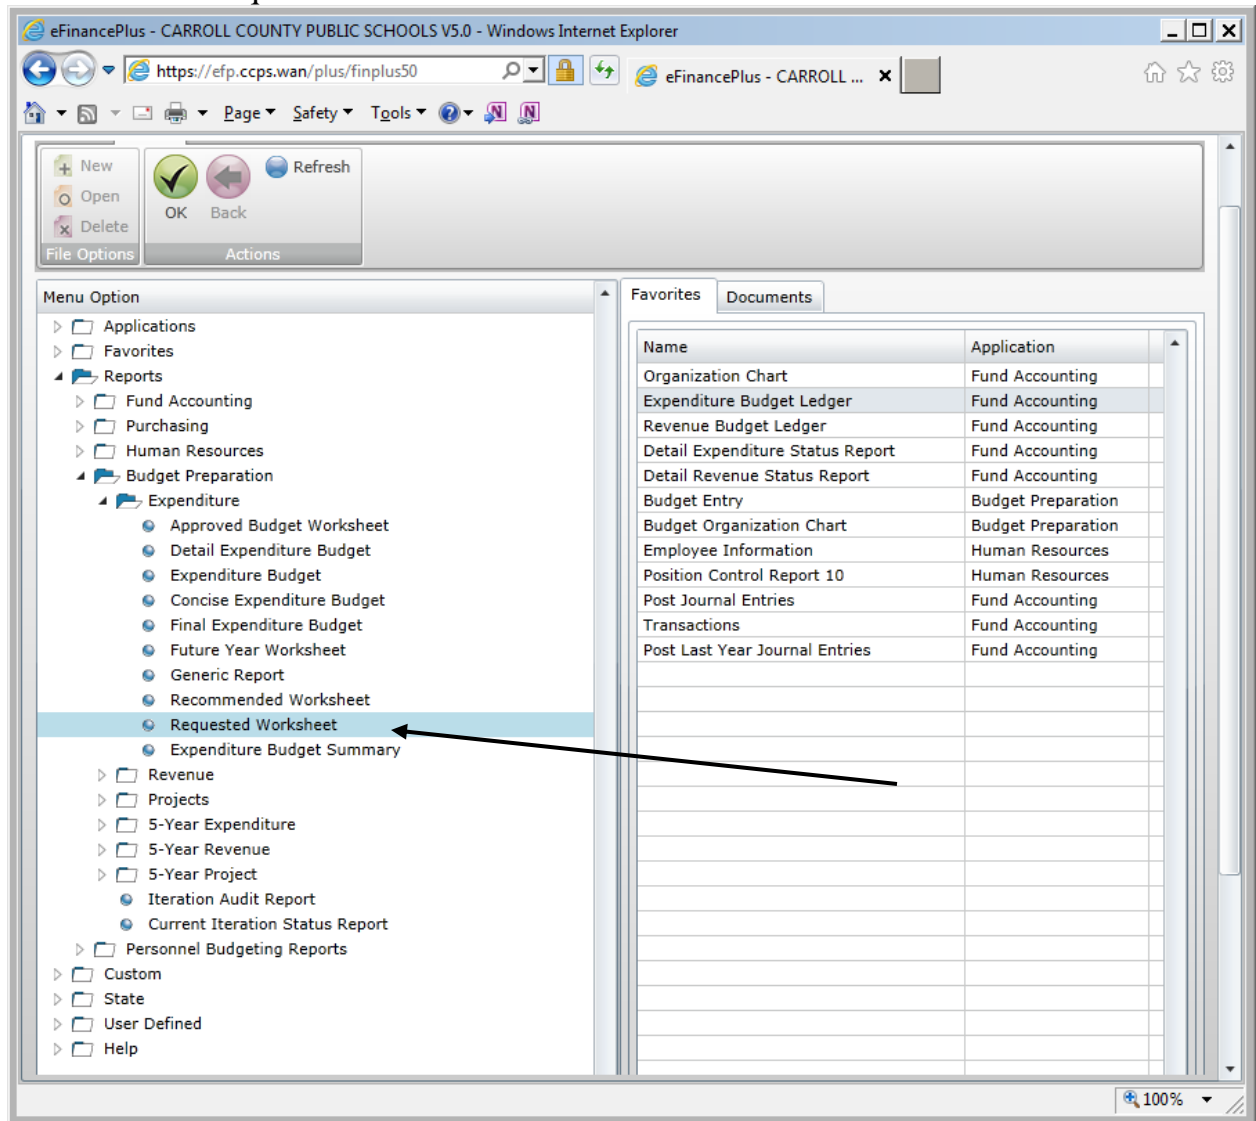 eFinancePlus - CARROLL COUNTY PUBLIC SCHOOLS V5.0 - Windows Internet Explorer
https://efp.ccps.wan/plus/finplus50
eFinancePlus - CARROLL ...
Page Safety Tools
New
Open
Delete
File Options
OK
Back
Refresh
Actions
Menu Option
Applications
Favorites
Reports
Fund Accounting
Purchasing
Human Resources
Budget Preparation
Expenditure
Approved Budget Worksheet
Detail Expenditure Budget
Expenditure Budget
Concise Expenditure Budget
Final Expenditure Budget
Future Year Worksheet
Generic Report
Recommended Worksheet
Requested Worksheet
Expenditure Budget Summary
Revenue
Projects
5-Year Expenditure
5-Year Revenue
5-Year Project
Iteration Audit Report
Current Iteration Status Report
Personnel Budgeting Reports
Custom
State
User Defined
Help
Favorites Documents
Name Application
Organization Chart Fund Accounting
Expenditure Budget Ledger Fund Accounting
Revenue Budget Ledger Fund Accounting
Detail Expenditure Status Report Fund Accounting
Detail Revenue Status Report Fund Accounting
Budget Entry Budget Preparation
Budget Organization Chart Budget Preparation
Employee Information Human Resources
Position Control Report 10 Human Resources
Post Journal Entries Fund Accounting
Transactions Fund Accounting
Post Last Year Journal Entries Fund Accounting
100%